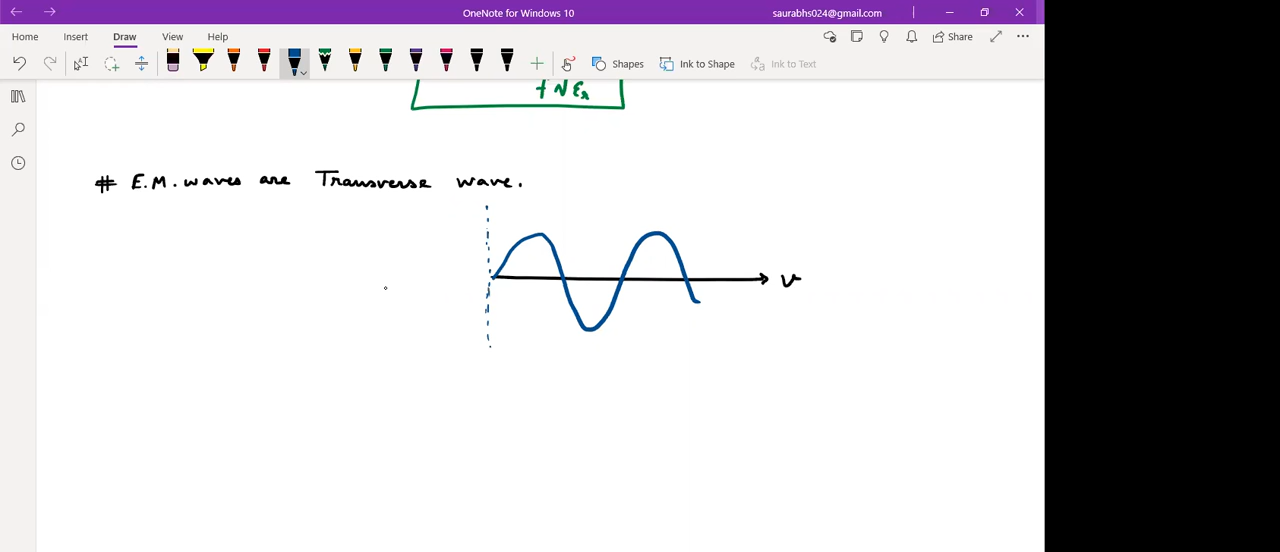 OneNote for Windows 10
saurabhs024@gmail.com
Home Insert Draw View Help
Share
Shapes Ink to Shape Ink to Text
# E.M. waves are Transverse wave.
v